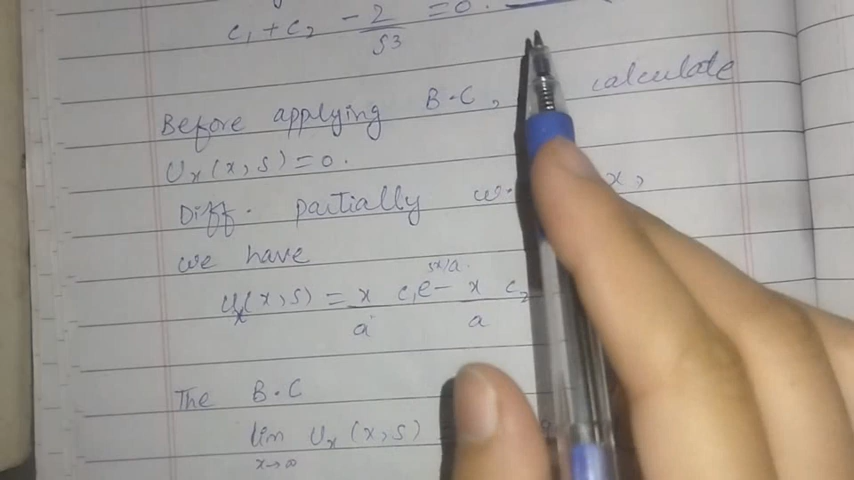 c₁ + c₂ - 2/s3 = 0.
Before applying B.C, calculate
Uₓ(x,s) = 0.
Diff. partially w. x,
we have
Uₓ(x,s) = x/a c₁e^{sx/a} - x/a c₂
The B.C
lim x→∞ Uₓ(x,s)